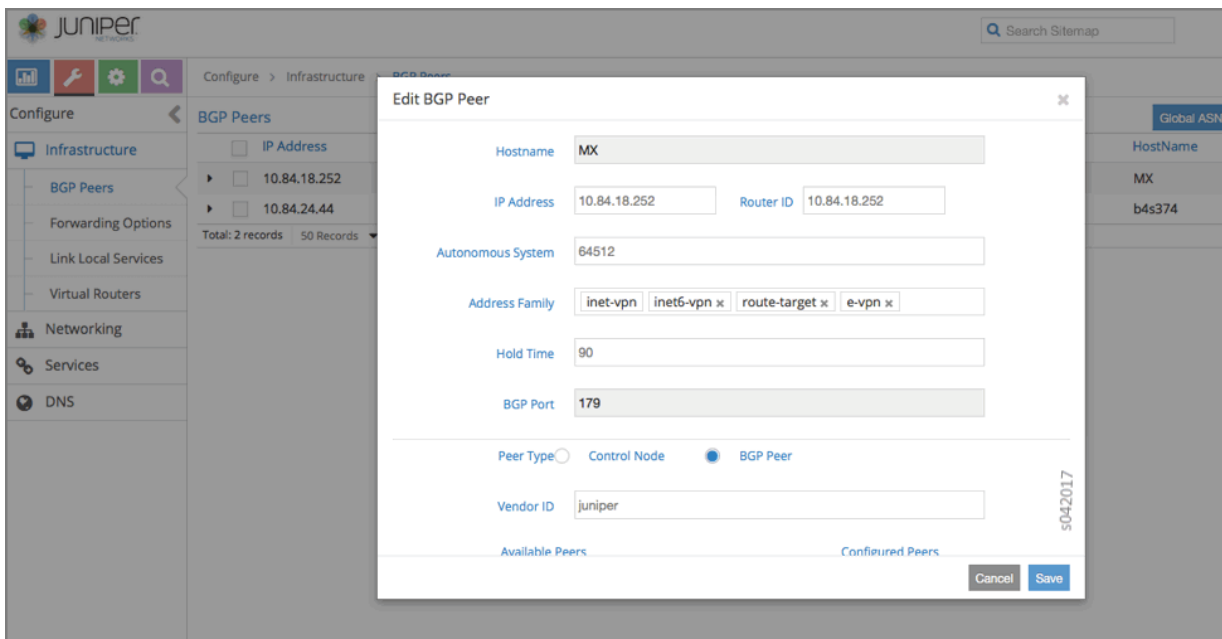 JUNIPEr
NETWORKS
Search Sitemap
Configure > Infrastructure > BGP Peers
Configure
BGP Peers
Global ASN
Infrastructure
IP Address
HostName
BGP Peers
10.84.18.252
MX
Forwarding Options
10.84.24.44
b4s374
Total: 2 records 50 Records
Link Local Services
Virtual Routers
Networking
Services
DNS
Edit BGP Peer
Hostname MX
IP Address 10.84.18.252 Router ID 10.84.18.252
Autonomous System 64512
Address Family inet-vpn inet6-vpn x route-target x e-vpn x
Hold Time 90
BGP Port 179
Peer Type Control Node BGP Peer
Vendor ID juniper
Available Peers Configured Peers
s042017
Cancel Save